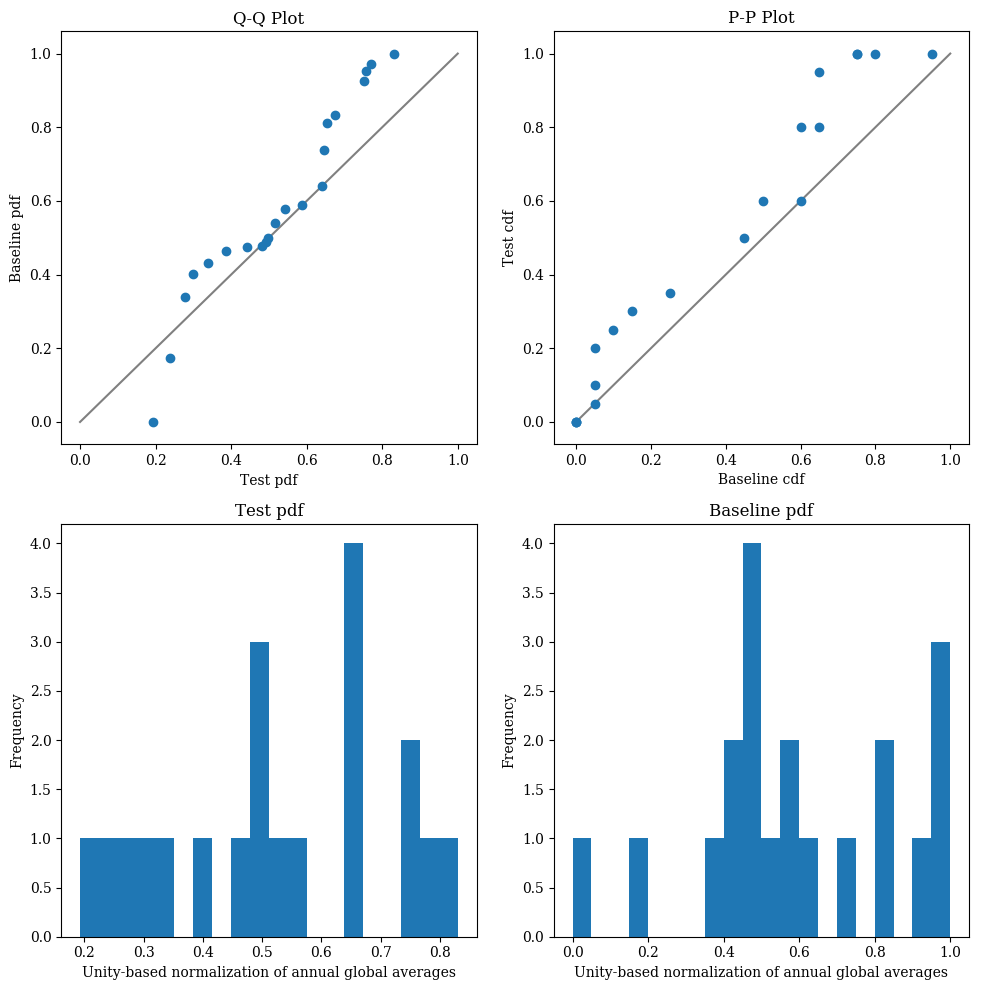 Q-Q Plot
1.0
0.8
0.6
0.4
0.2
0.0
Baseline pdf
0.0 0.2 0.4 0.6 0.8 1.0
Test pdf
P-P Plot
1.0
0.8
0.6
0.4
0.2
0.0
Test cdf
0.0 0.2 0.4 0.6 0.8 1.0
Baseline cdf
Test pdf
4.0
3.5
3.0
2.5
2.0
1.5
1.0
0.5
0.0
Frequency
0.2 0.3 0.4 0.5 0.6 0.7 0.8
Unity-based normalization of annual global averages
Baseline pdf
4.0
3.5
3.0
2.5
2.0
1.5
1.0
0.5
0.0
Frequency
0.0 0.2 0.4 0.6 0.8 1.0
Unity-based normalization of annual global averages